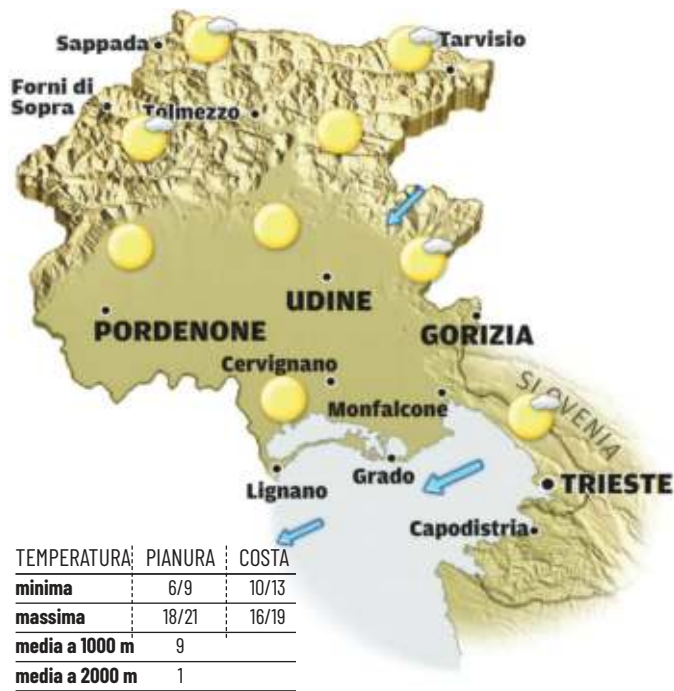 Sappada
Tarvisio
Forni di
Sopra
Tolmezzo
UDINE
PORDENONE
GORIZIA
Cervignano
Monfalcone
SLOVENIA
Grado
Lignano
TRIESTE
Capodistria
TEMPERATURA PIANURA COSTA
minima 6/9 10/13
massima 18/21 16/19
media a 1000 m 9
media a 2000 m 1